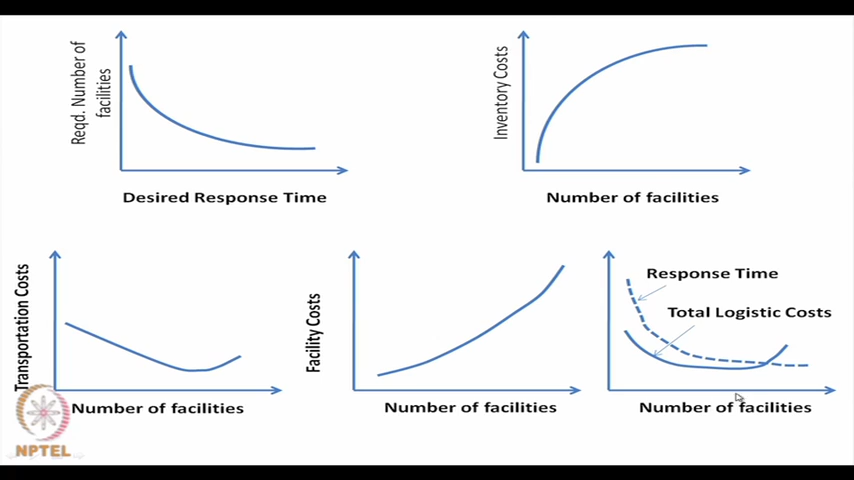 Reqd. Number of
facilities
Desired Response Time
Inventory Costs
Number of facilities
Transportation Costs
Number of facilities
Facility Costs
Number of facilities
Response Time
Total Logistic Costs
Number of facilities
NPTEL